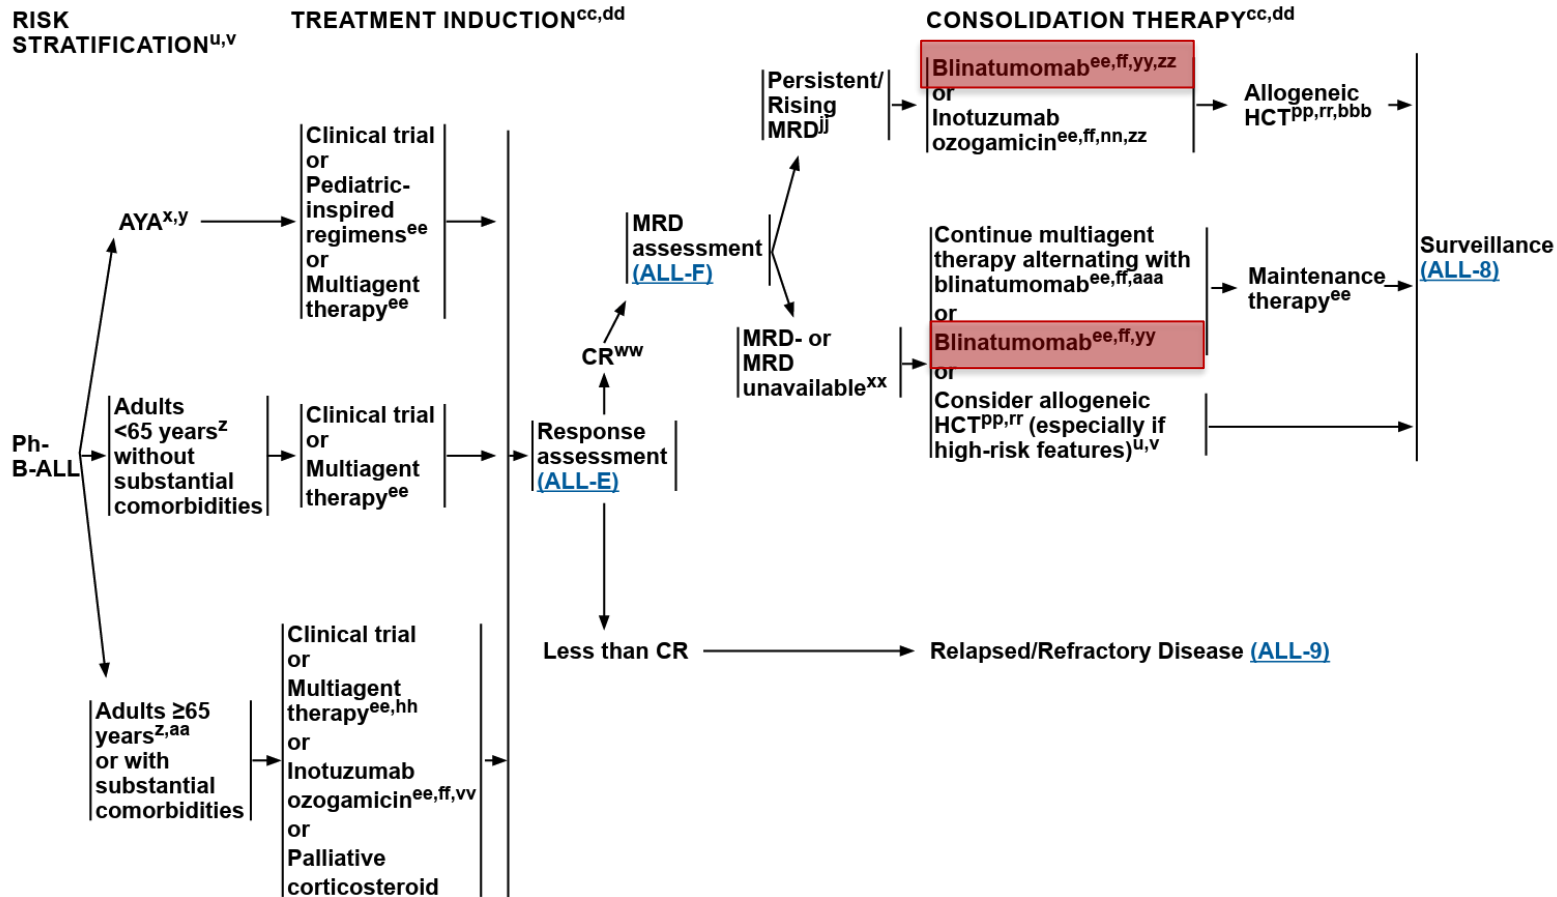 RISK
STRATIFICATIONu,v
TREATMENT INDUCTIONcc,dd
CONSOLIDATION THERAPYcc,dd
Ph-
B-ALL
AYAx,y
Clinical trial
or
Pediatric-
inspired
regimensee
or
Multiagent
therapyee
Adults
<65 yearsz
without
substantial
comorbidities
Clinical trial
or
Multiagent
therapyee
Adults ≥65
yearsz,aa
or with
substantial
comorbidities
Clinical trial
or
Multiagent
therapyee,hh
or
Inotuzumab
ozogamicinee,ff,vv
or
Palliative
corticosteroid
Response
assessment
(ALL-E)
CRww
MRD
assessment
(ALL-F)
Persistent/
Rising
MRDjj
Blinatumomabee,ff,yy,zz
or
Inotuzumab
ozogamicinee,ff,nn,zz
Allogeneic
HCTpp,rr,bbb
MRD- or
MRD
unavailablexx
Continue multiagent
therapy alternating with
blinatumomabee,ff,aaa
or
Blinatumomabee,ff,yy
or
Consider allogeneic
HCTpp,rr (especially if
high-risk features)u,v
Maintenance
therapyee
Surveillance
(ALL-8)
Less than CR
Relapsed/Refractory Disease (ALL-9)